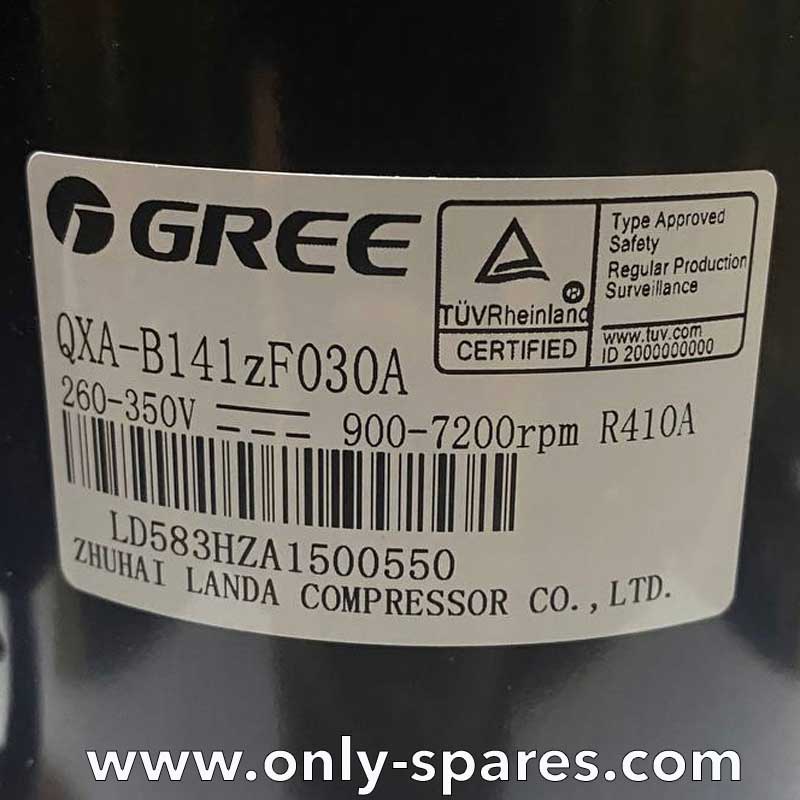 GREE
TÜVRheinland
CERTIFIED
Type Approved
Safety
Regular Production
Surveillance
www.tuv.com
ID 2000000000
QXA-B141zF030A
260-350V 900-7200rpm R410A
LD583HZA1500550
ZHUHAI LANDA COMPRESSOR CO.,LTD.
www.only-spares.com